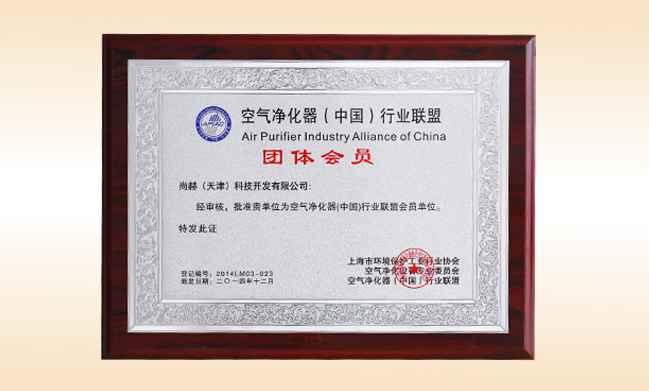 APIAC
空气净化器（中国）行业联盟
Air Purifier Industry Alliance of China
团体会员
尚赫（天津）科技开发有限公司：
经审核，批准贵单位为空气净化器(中国)行业联盟会员单位。
特发此证
登记编号：2014LM03-023
颁发日期：二〇一四年十二月
上海市环境保护工业行业协会
空气净化设备专业委员会
空气净化器（中国）行业联盟